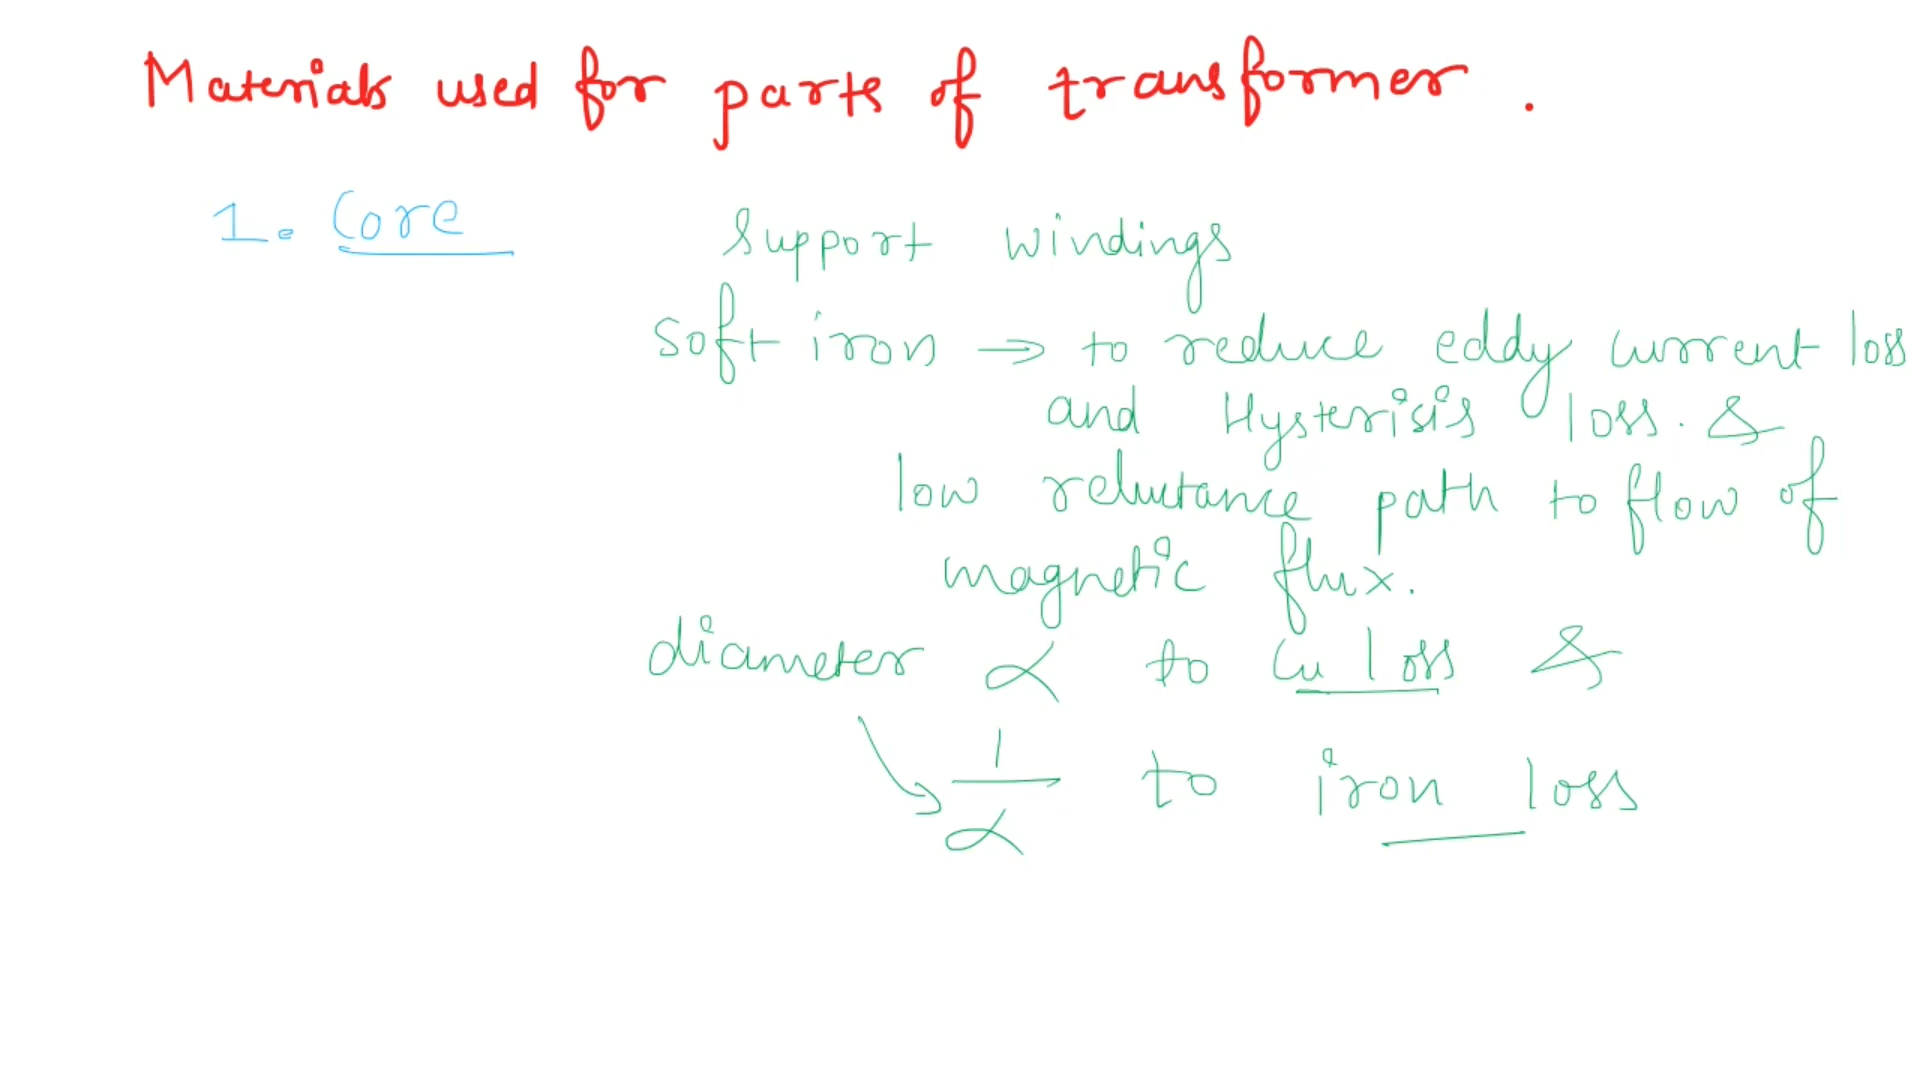 Materials used for parts of transformer.
1. Core
Support windings
Soft iron → to reduce eddy current loss
and Hysterisis loss. &
low reluctance path to flow of
magnetic flux.
diameter ∝ to Cu loss &
1/∝ to iron loss